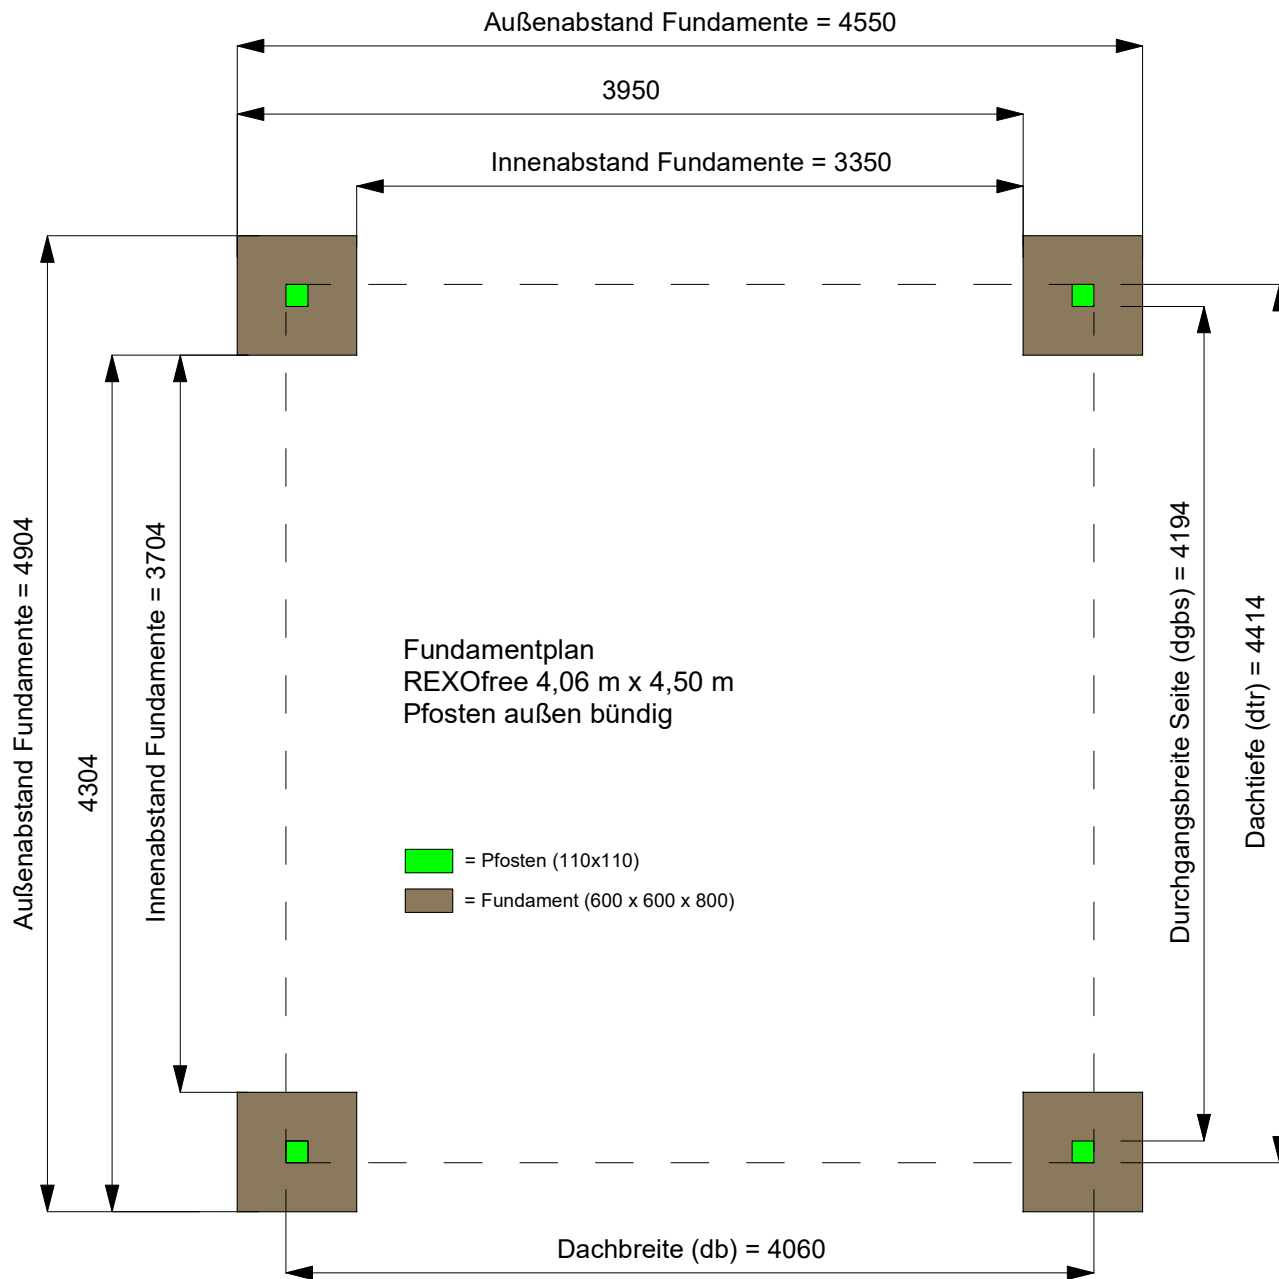 Außenabstand Fundamente = 4550
3950
Innenabstand Fundamente = 3350
Außenabstand Fundamente = 4904
4304
Innenabstand Fundamente = 3704
Fundamentplan
REXOfree 4,06 m x 4,50 m
Pfosten außen bündig
= Pfosten (110x110)
= Fundament (600 x 600 x 800)
Durchgangsbreite Seite (dgbs) = 4194
Dachtiefe (dtr) = 4414
Dachbreite (db) = 4060